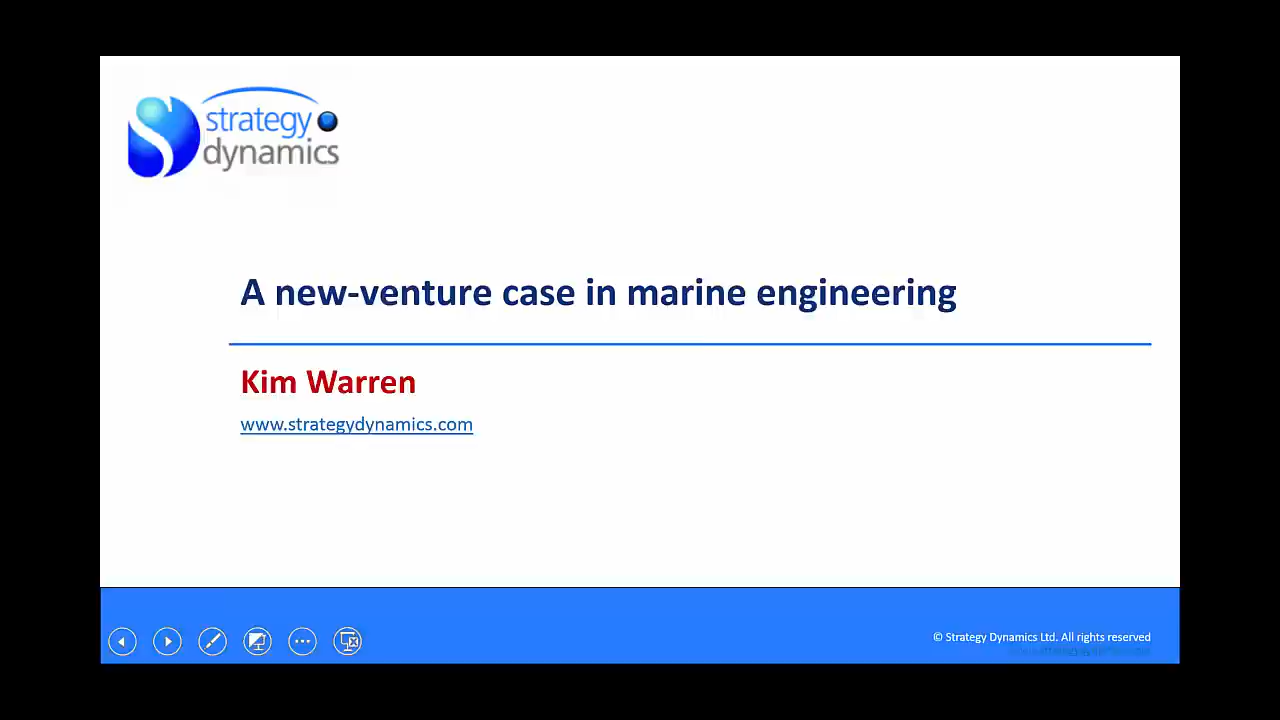 strategy
dynamics
A new-venture case in marine engineering
Kim Warren
www.strategydynamics.com
© Strategy Dynamics Ltd. All rights reserved